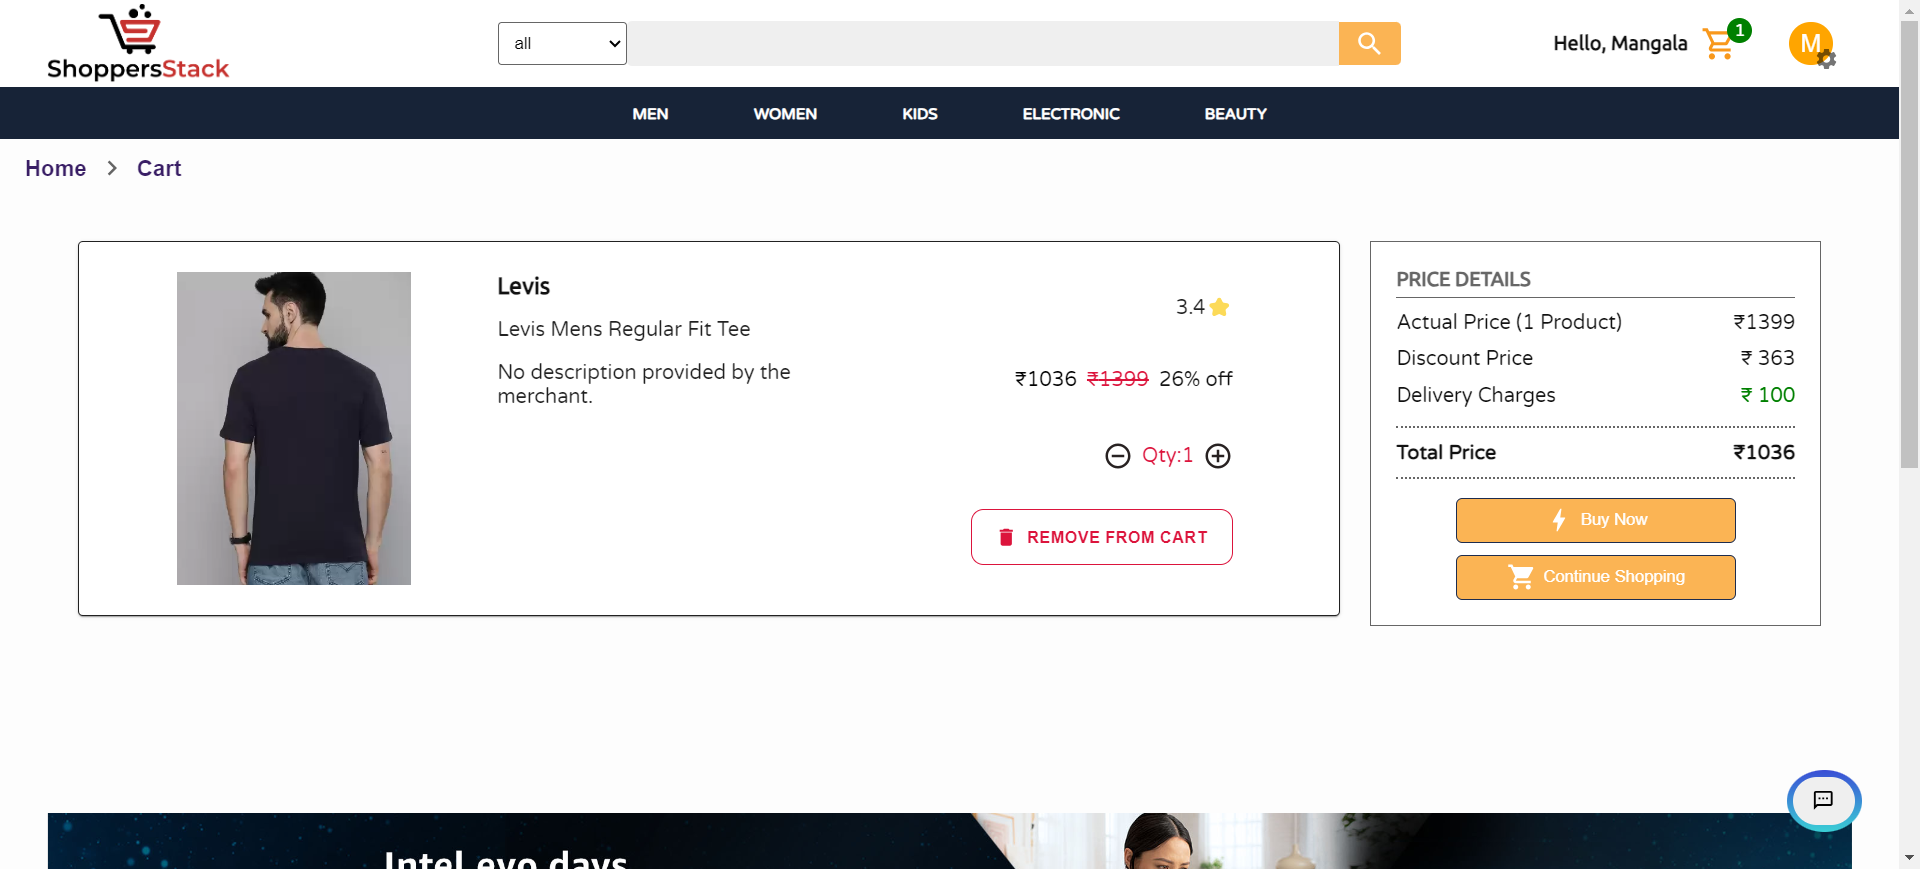 ShoppersStack
all
Hello, Mangala
1
M
MEN WOMEN KIDS ELECTRONIC BEAUTY
Home > Cart
Levis
Levis Mens Regular Fit Tee
No description provided by the
merchant.
3.4
₹1036 ₹1399 26% off
Qty:1
REMOVE FROM CART
PRICE DETAILS
Actual Price (1 Product) ₹1399
Discount Price ₹ 363
Delivery Charges ₹ 100
Total Price ₹1036
Buy Now
Continue Shopping
Intel evo days